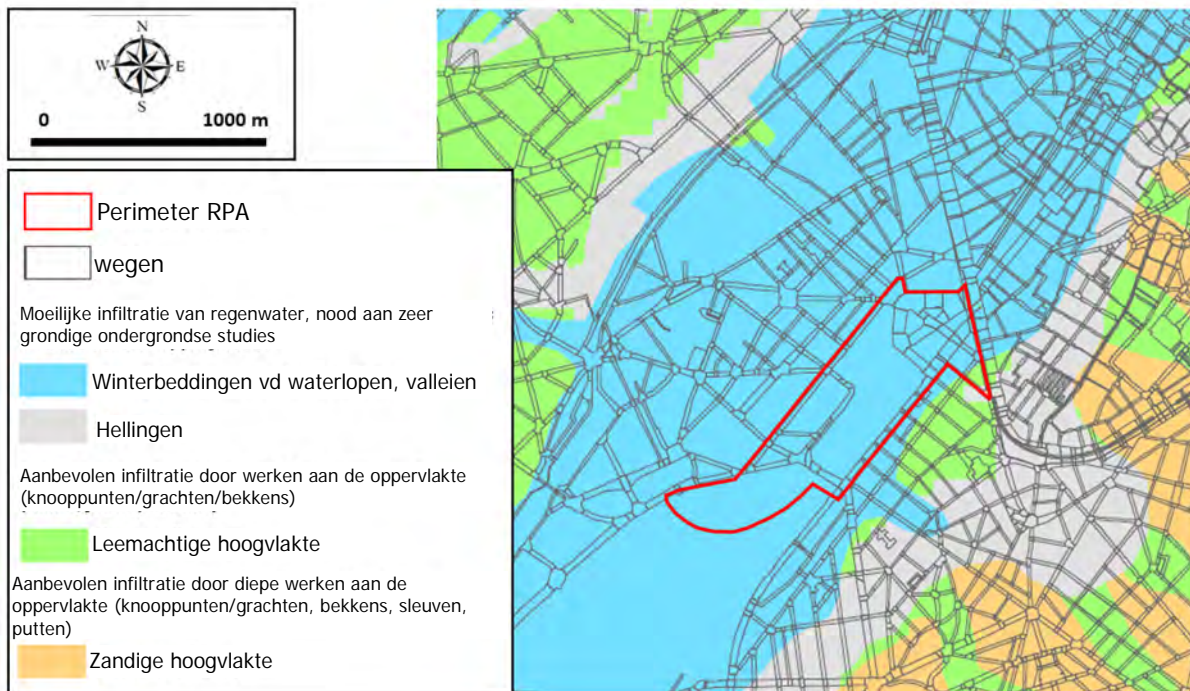 N
W E
S
0 1000 m
Perimeter RPA
wegen
Moeilijke infiltratie van regenwater, nood aan zeer
grondige ondergrondse studies
Winterbeddingen vd waterlopen, valleien
Hellingen
Aanbevolen infiltratie door werken aan de oppervlakte
(knooppunten/grachten/bekkens)
Leemachtige hoogvlakte
Aanbevolen infiltratie door diepe werken aan de
oppervlakte (knooppunten/grachten, bekkens, sleuven,
putten)
Zandige hoogvlakte